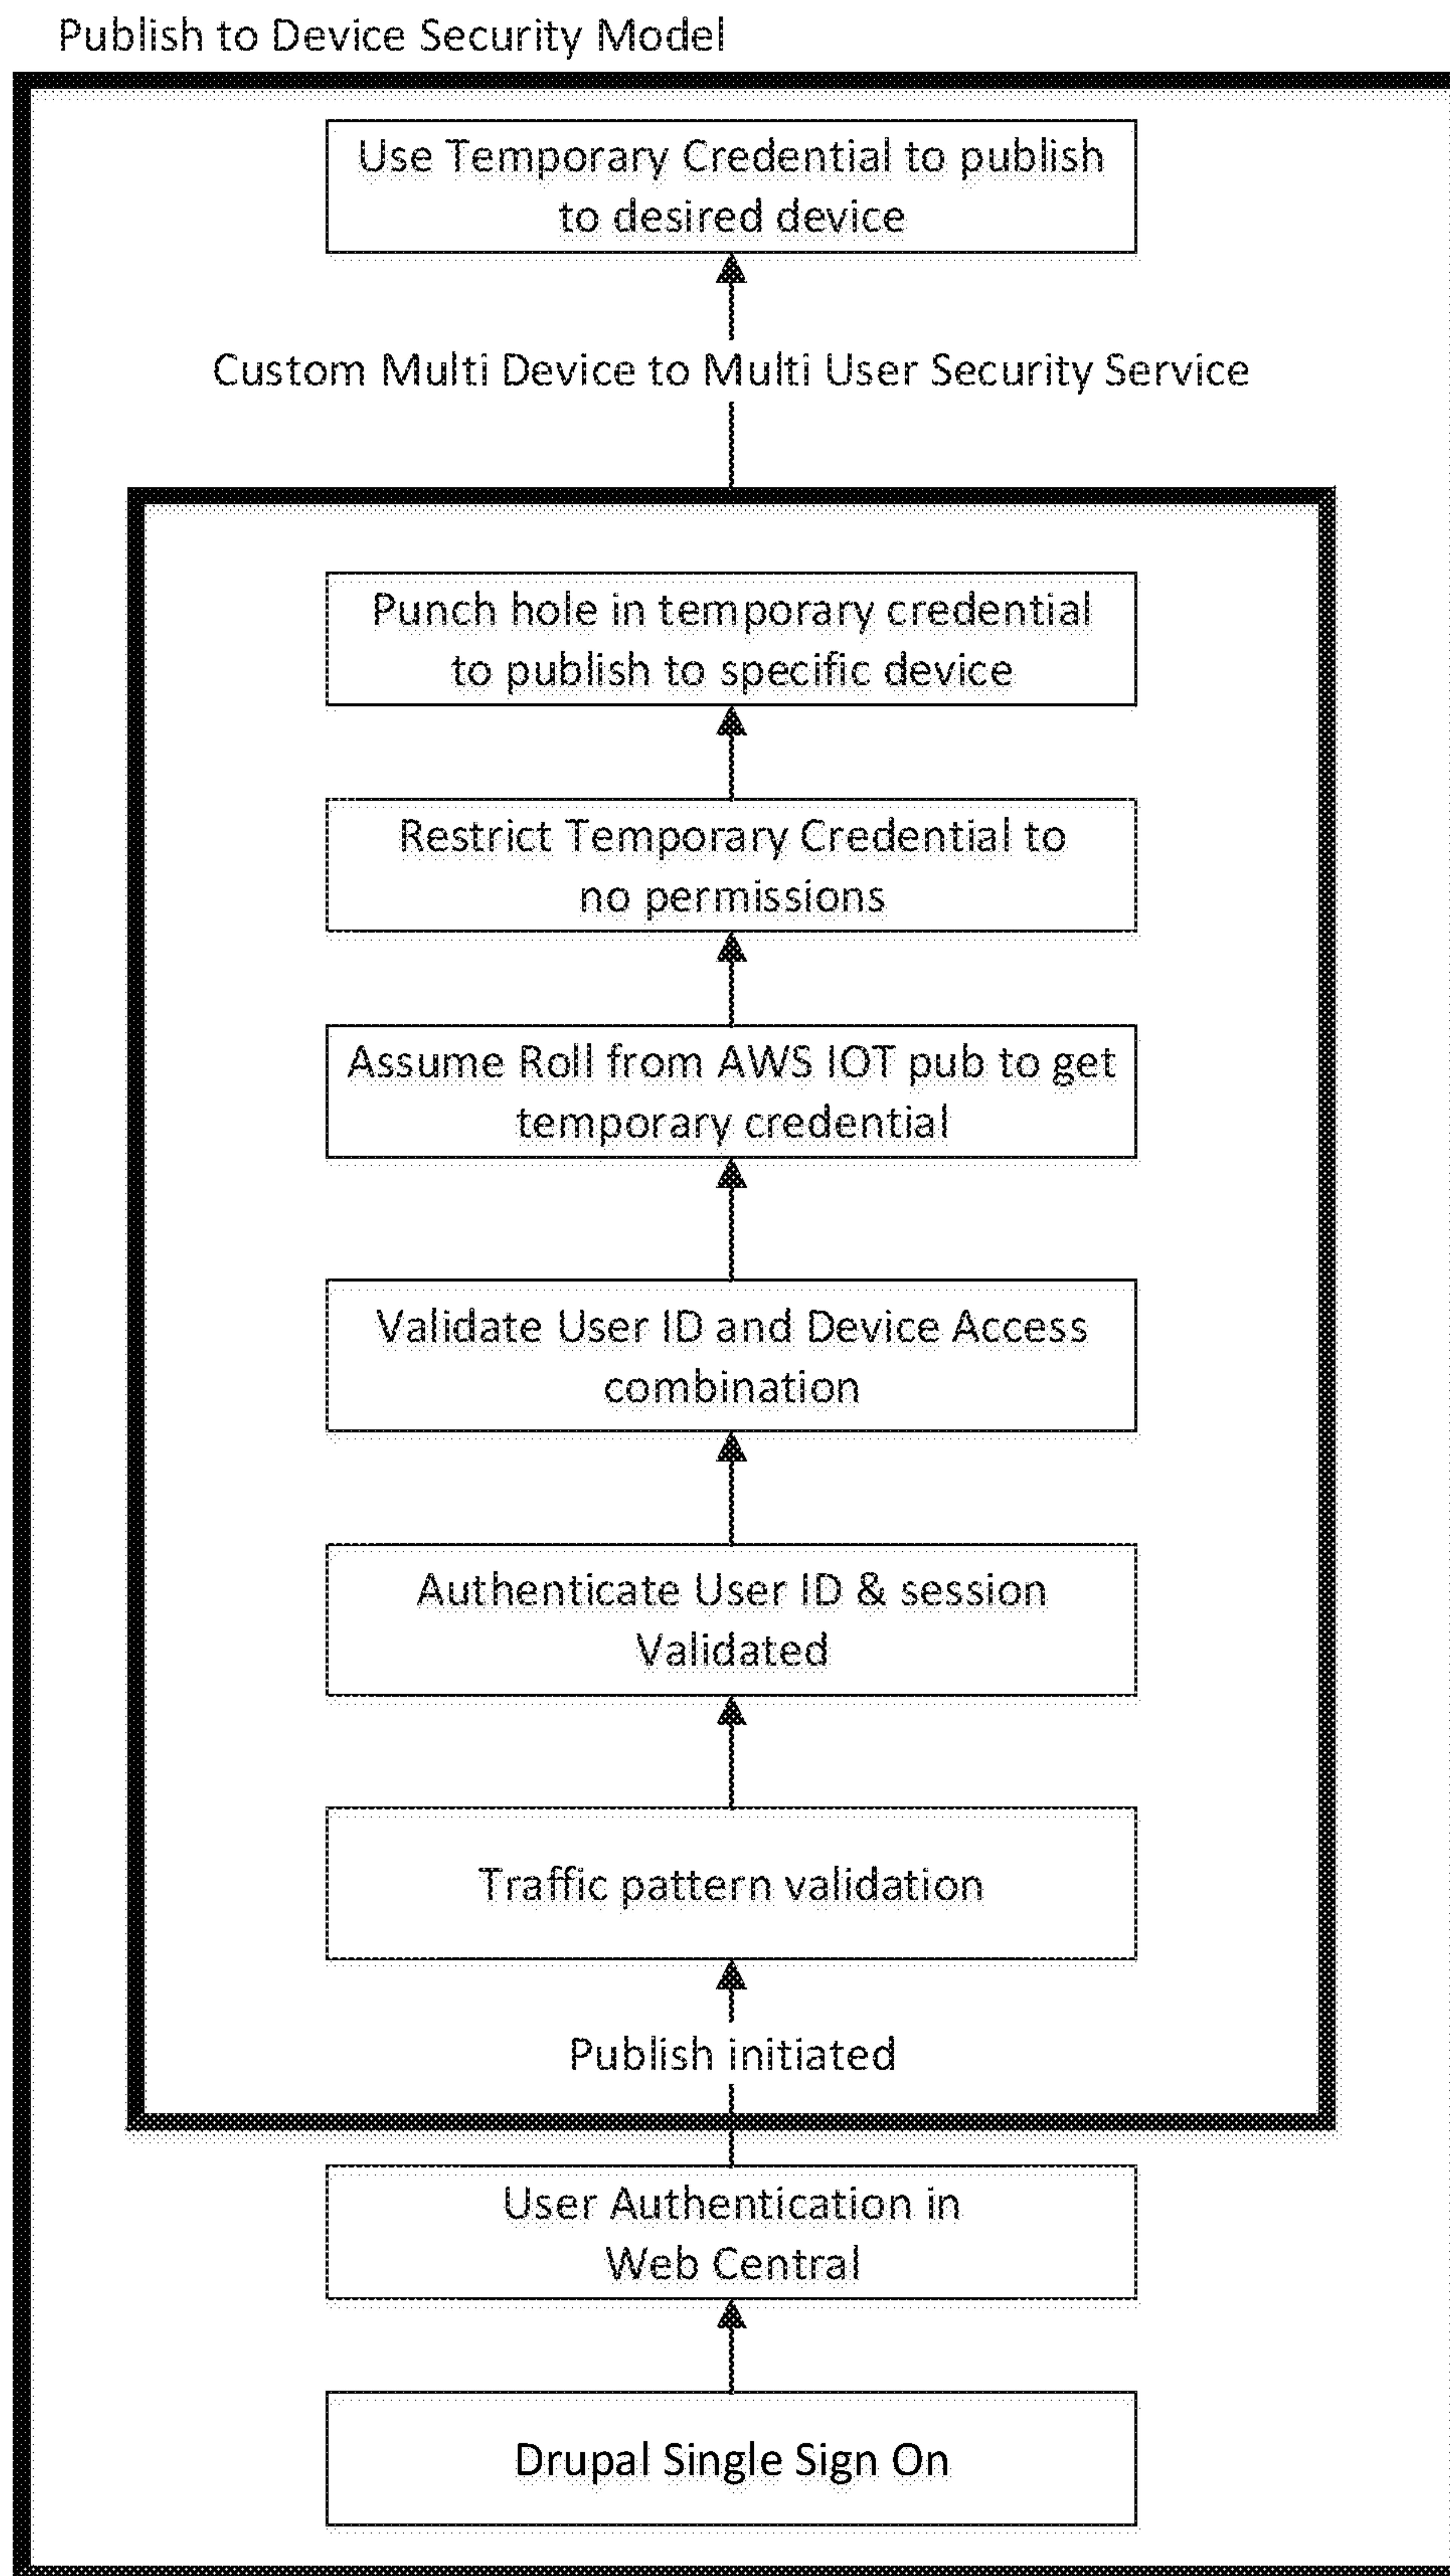 Publish to Device Security Model
Use Temporary Credential to publish
to desired device
Custom Multi Device to Multi User Security Service
Punch hole in temporary credential
to publish to specific device
Restrict Temporary Credential to
no permissions
Assume Roll from AWS IOT pub to get
temporary credential
Validate User ID and Device Access
combination
Authenticate User ID & session
Validated
Traffic pattern validation
Publish initiated
User Authentication in
Web Central
Drupal Single Sign On